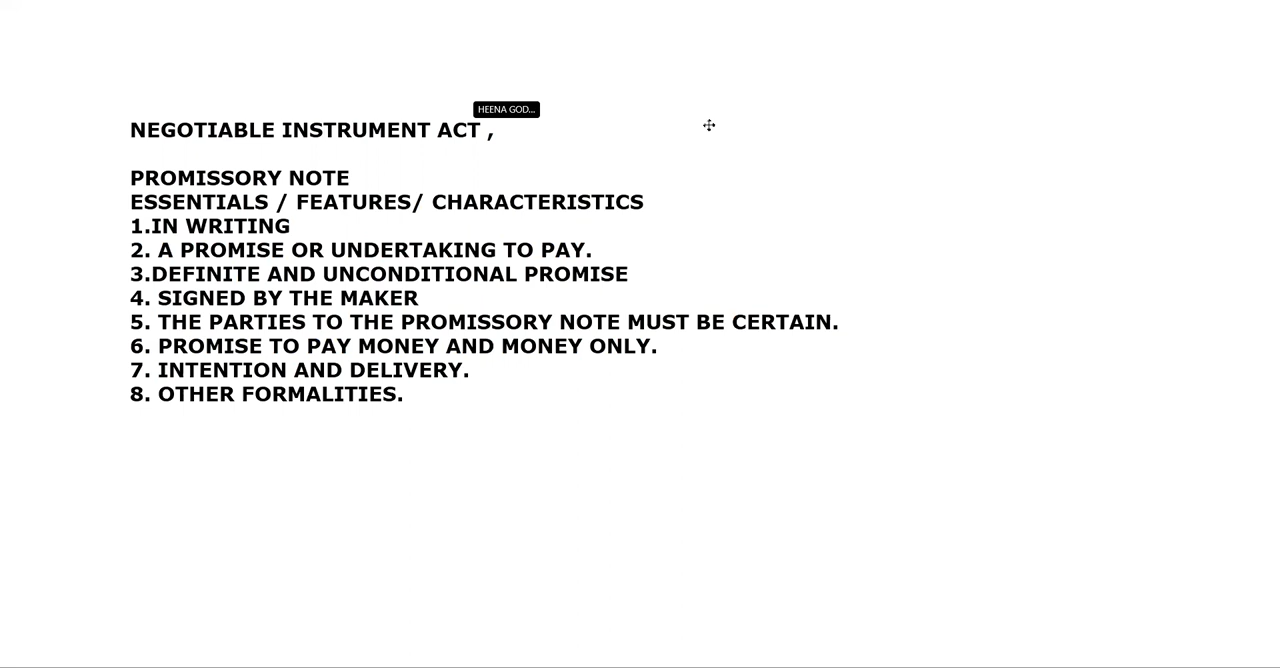 HEENA GOD...
NEGOTIABLE INSTRUMENT ACT ,
PROMISSORY NOTE
ESSENTIALS / FEATURES/ CHARACTERISTICS
1.IN WRITING
2. A PROMISE OR UNDERTAKING TO PAY.
3.DEFINITE AND UNCONDITIONAL PROMISE
4. SIGNED BY THE MAKER
5. THE PARTIES TO THE PROMISSORY NOTE MUST BE CERTAIN.
6. PROMISE TO PAY MONEY AND MONEY ONLY.
7. INTENTION AND DELIVERY.
8. OTHER FORMALITIES.